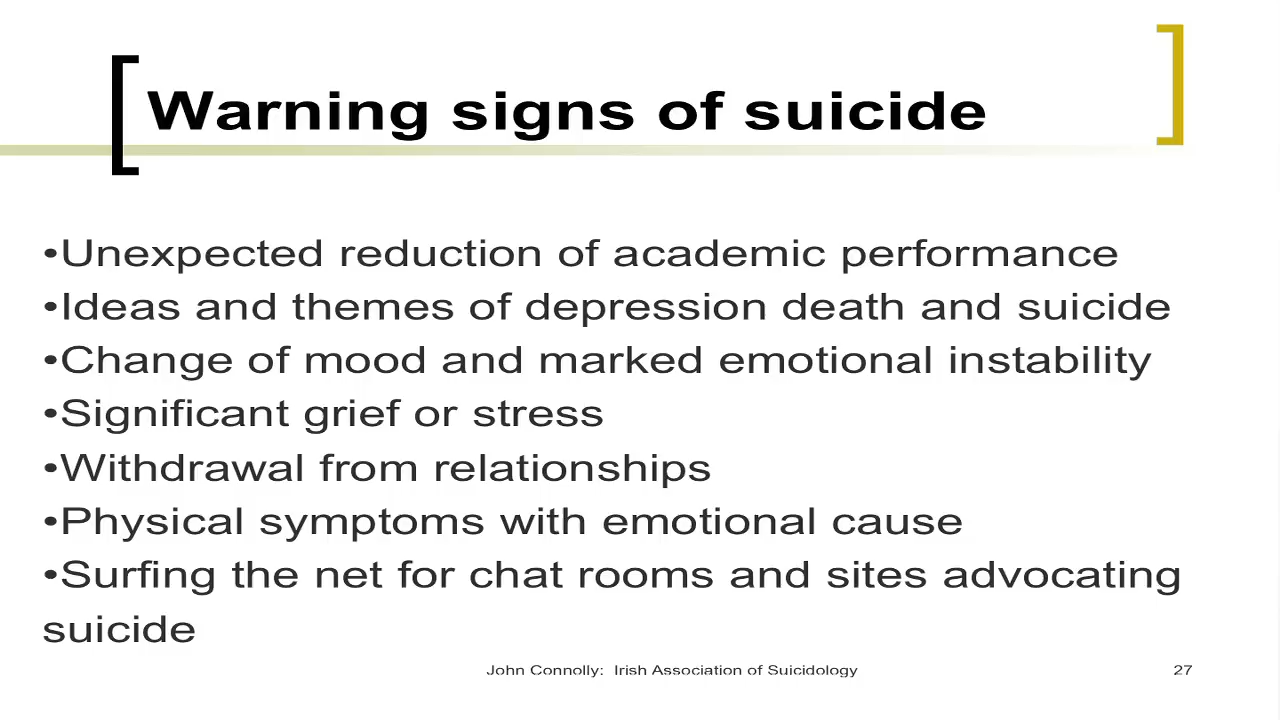 Warning signs of suicide
•Unexpected reduction of academic performance
•Ideas and themes of depression death and suicide
•Change of mood and marked emotional instability
•Significant grief or stress
•Withdrawal from relationships
•Physical symptoms with emotional cause
•Surfing the net for chat rooms and sites advocating
suicide
John Connolly: Irish Association of Suicidology
27